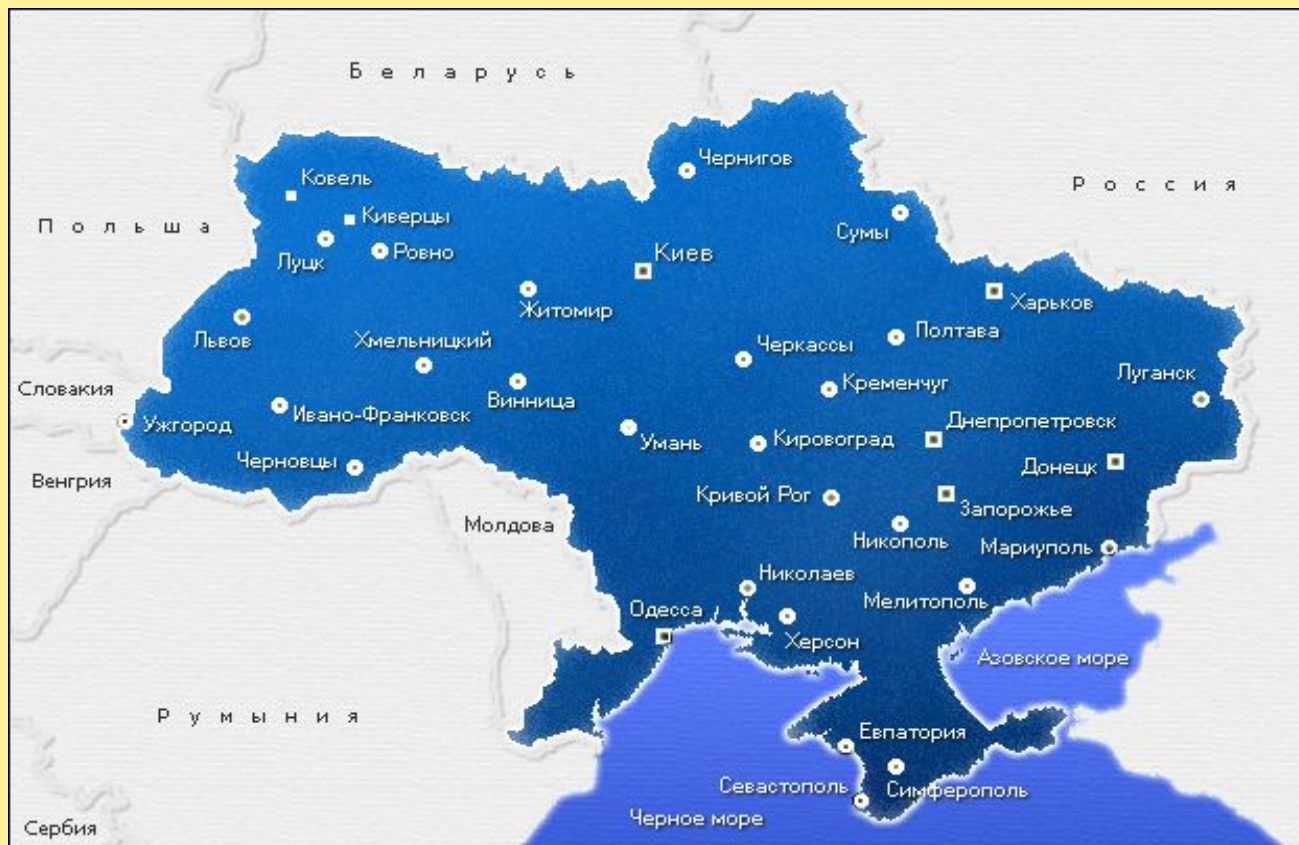 Беларусь
Чернигов
Ковель
Россия
Польша
Киверцы
Сумы
Луцк
Ровно
Киев
Житомир
Харьков
Львов
Хмельницкий
Черкассы
Полтава
Словакия
Луганск
Ужгород
Ивано-Франковск
Винница
Кременчуг
Умань
Кировоград
Днепропетровск
Черновцы
Донецк
Венгрия
Кривой Рог
Запорожье
Молдова
Никополь
Мариуполь
Николаев
Мелитополь
Одесса
Херсон
Азовское море
Румыния
Евпатория
Севастополь
Симферополь
Черное море
Сербия